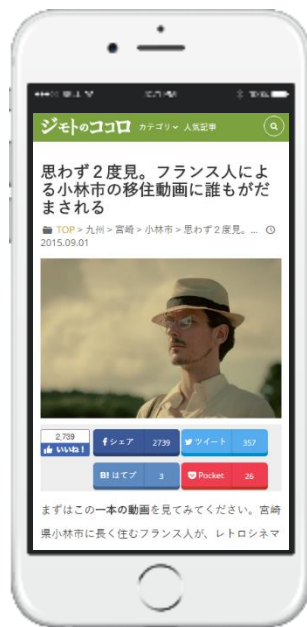 ジモトのココロ カテゴリ 人気記事
思わず2度見。フランス人によ
る小林市の移住動画に誰もがだ
まされる
TOP > 九州 > 宮崎 > 小林市 > 思わず2度見。...
2015.09.01
2,739
いいね！
f シェア 2739 ツイート 357
B! はてブ 3 Pocket 26
まずはこの一本の動画を見てみてください。宮崎
県小林市に長く住むフランス人が、レトロシネマ